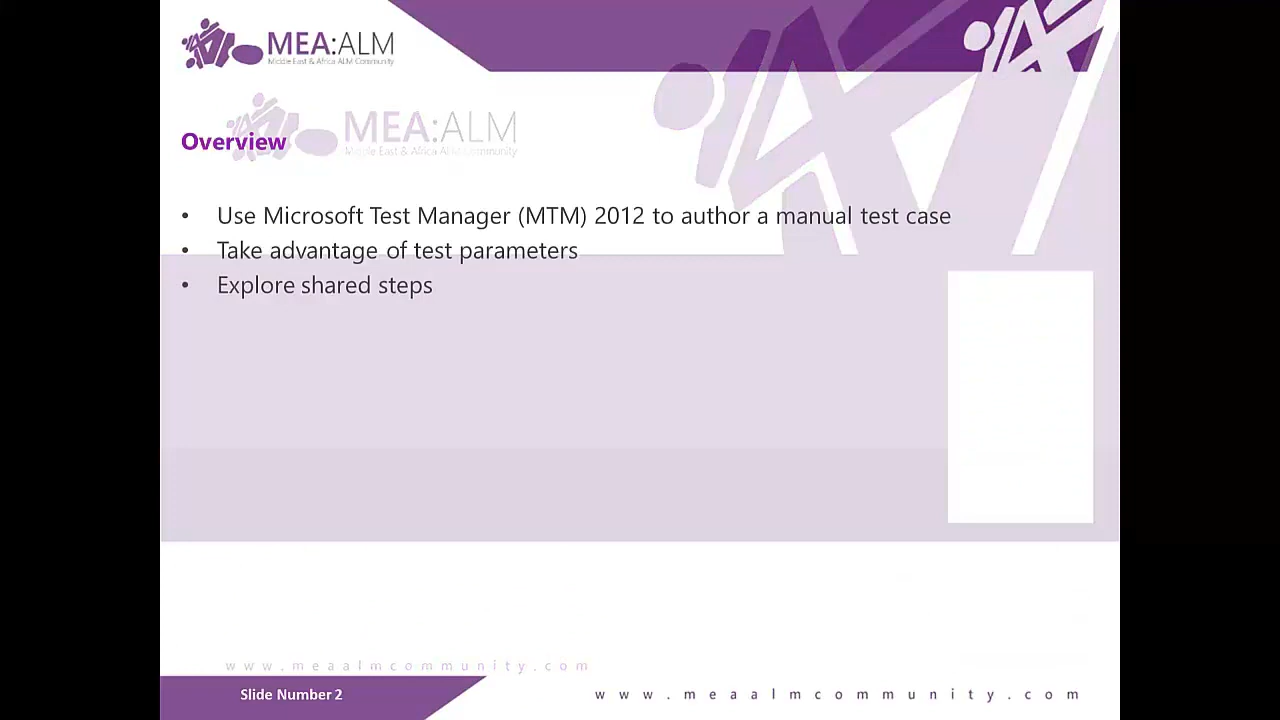 MEA:ALM
Middle East & Africa ALM Community
MEA:ALM
Middle East & Africa ALM Community
Overview
• Use Microsoft Test Manager (MTM) 2012 to author a manual test case
• Take advantage of test parameters
• Explore shared steps
www.meaalmcommunity.com
Slide Number 2
www.meaalmcommunity.com